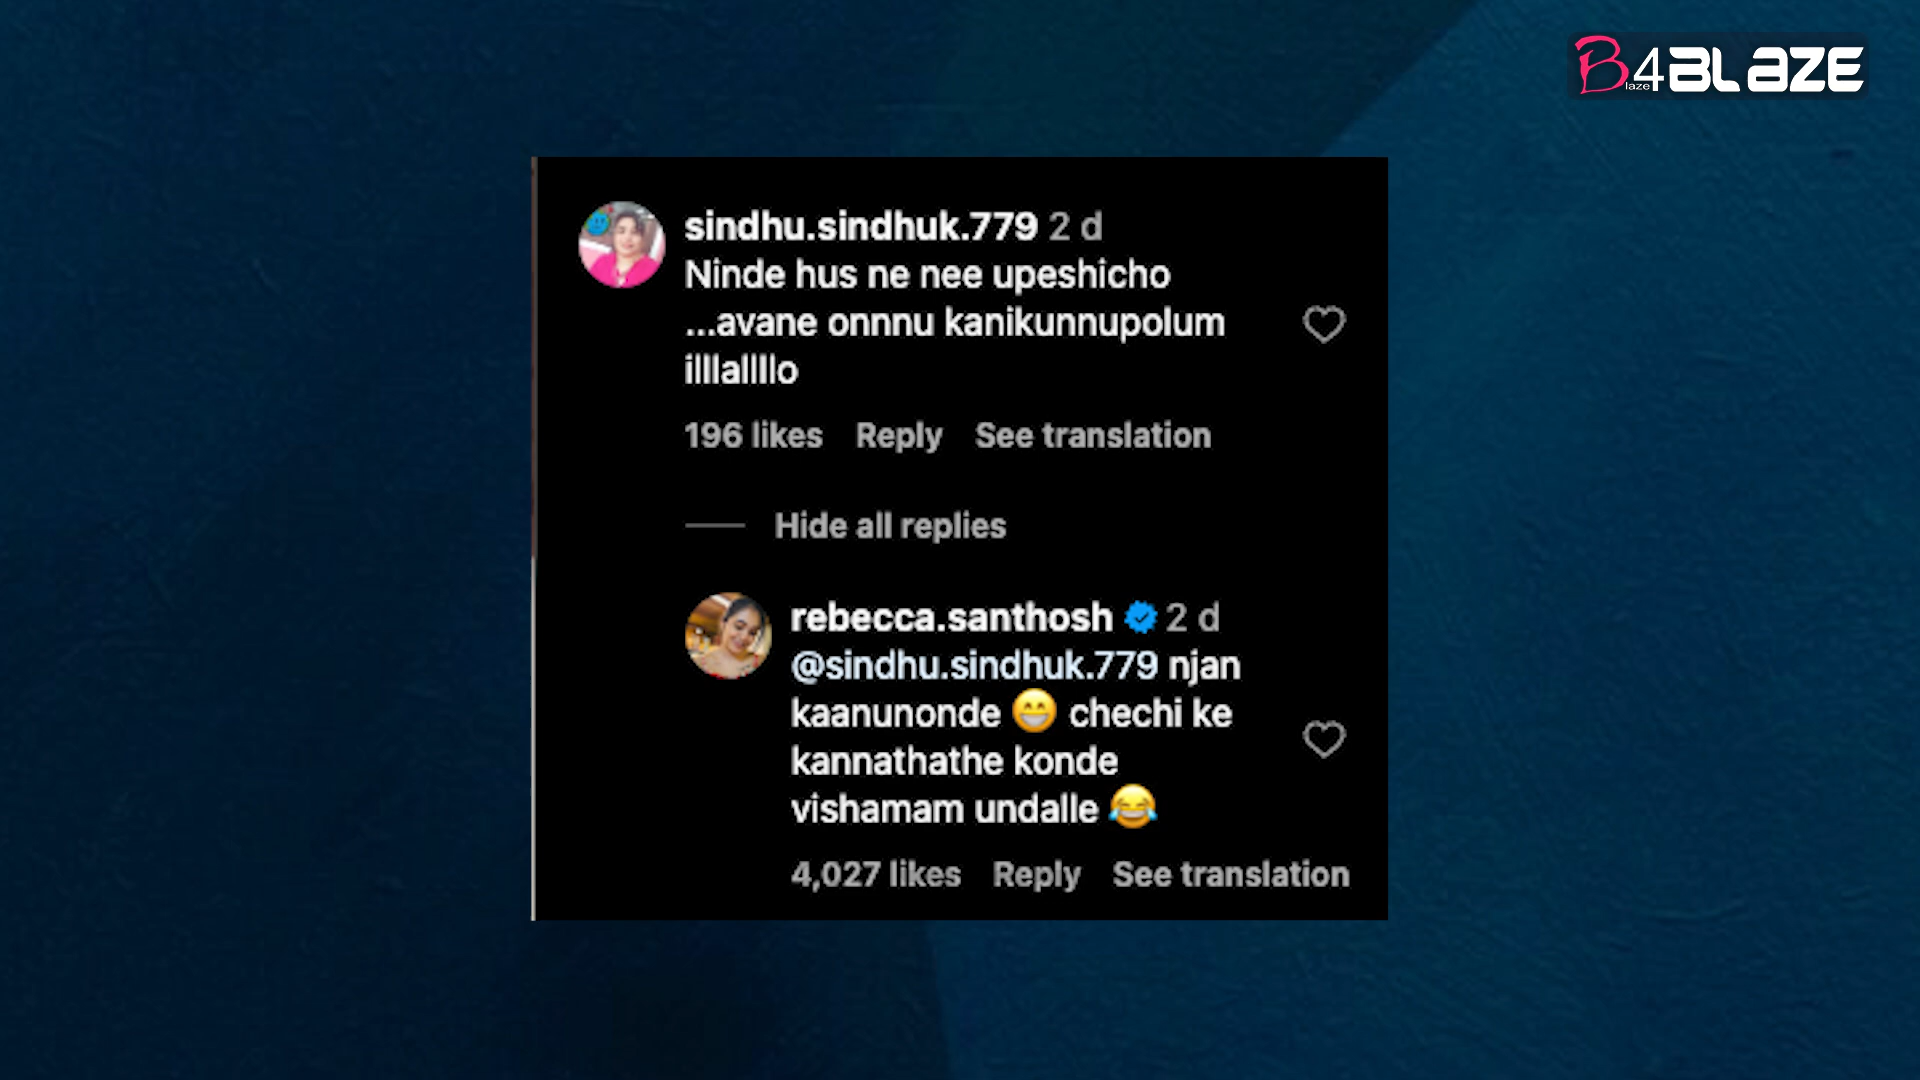 B4BLAZE
laze
sindhu.sindhuk.779 2 d
Ninde hus ne nee upeshicho
...avane onnnu kanikunnupolum
illlallllo
196 likes Reply See translation
Hide all replies
rebecca.santhosh 2 d
@sindhu.sindhuk.779 njan
kaanunonde 😁 chechi ke
kannathathe konde
vishamam undalle 😂
4,027 likes Reply See translation